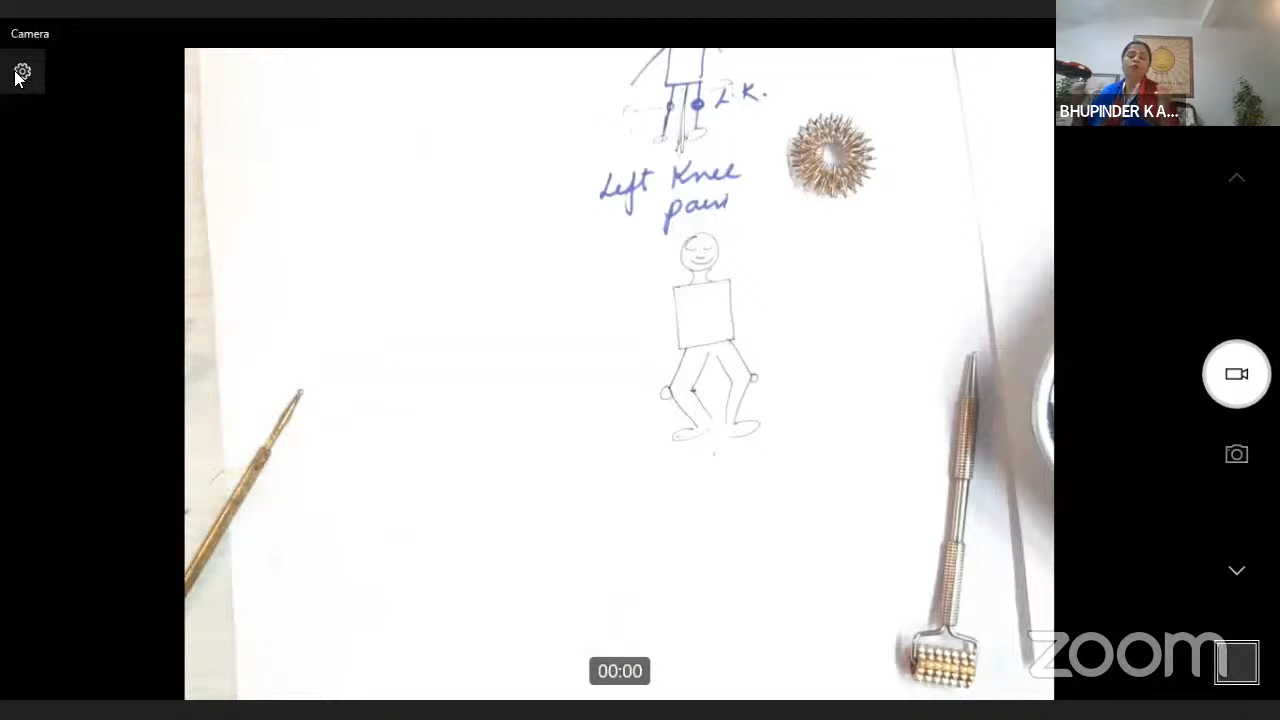 Camera
BHUPINDER K A...
L.K.
Left Knee
pain
00:00
zoom